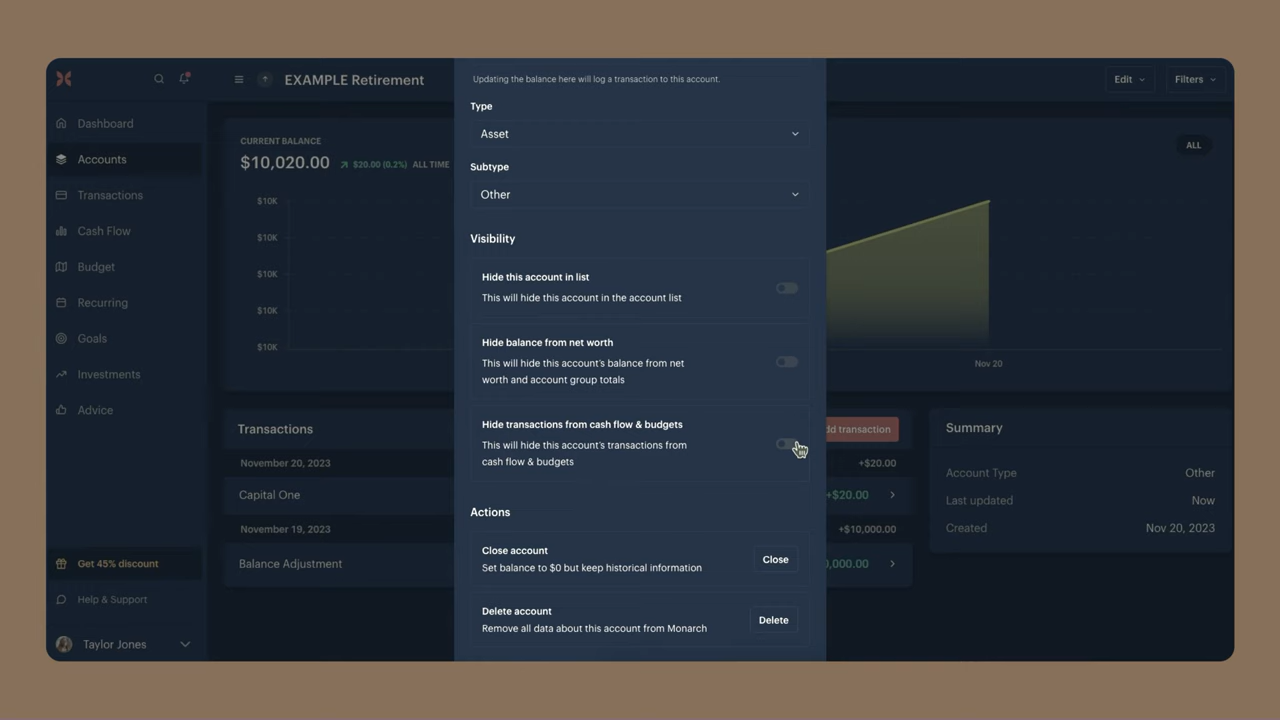 EXAMPLE Retirement
Edit
Filters
Dashboard
Accounts
Transactions
Cash Flow
Budget
Recurring
Goals
Investments
Advice
Get 45% discount
Help & Support
Taylor Jones
CURRENT BALANCE
$10,020.00
$20.00 (0.2%) ALL TIME
ALL
$10K
$10K
$10K
$10K
$10K
Nov 20
Updating the balance here will log a transaction to this account.
Type
Asset
Subtype
Other
Visibility
Hide this account in list
This will hide this account in the account list
Hide balance from net worth
This will hide this account's balance from net
worth and account group totals
Hide transactions from cash flow & budgets
This will hide this account's transactions from
cash flow & budgets
Actions
Close account
Set balance to $0 but keep historical information
Close
Delete account
Remove all data about this account from Monarch
Delete
Transactions
dd transaction
November 20, 2023
+$20.00
Capital One
+$20.00
November 19, 2023
+$10,000.00
Balance Adjustment
,000.00
Summary
Account Type
Other
Last updated
Now
Created
Nov 20, 2023